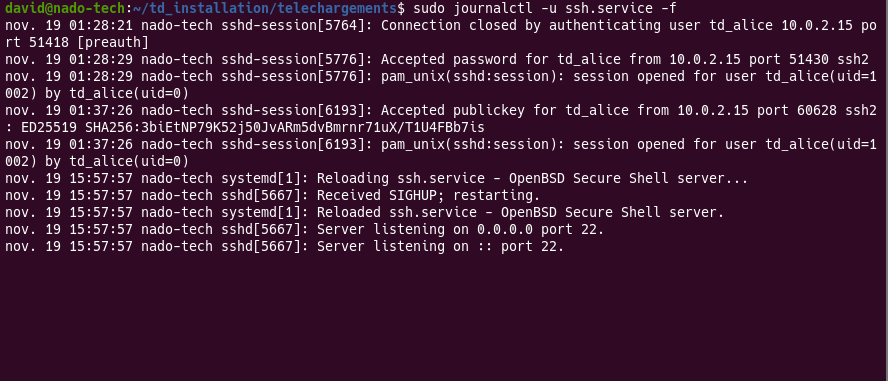 david@nado-tech:~/td_installation/telechargements$ sudo journalctl -u ssh.service -f
nov. 19 01:28:21 nado-tech sshd-session[5764]: Connection closed by authenticating user td_alice 10.0.2.15 po
rt 51418 [preauth]
nov. 19 01:28:29 nado-tech sshd-session[5776]: Accepted password for td_alice from 10.0.2.15 port 51430 ssh2
nov. 19 01:28:29 nado-tech sshd-session[5776]: pam_unix(sshd:session): session opened for user td_alice(uid=1
002) by td_alice(uid=0)
nov. 19 01:37:26 nado-tech sshd-session[6193]: Accepted publickey for td_alice from 10.0.2.15 port 60628 ssh2
: ED25519 SHA256:3biEtNP79K52j50JvARm5dvBmrnr71uX/T1U4FBb7is
nov. 19 01:37:26 nado-tech sshd-session[6193]: pam_unix(sshd:session): session opened for user td_alice(uid=1
002) by td_alice(uid=0)
nov. 19 15:57:57 nado-tech systemd[1]: Reloading ssh.service - OpenBSD Secure Shell server...
nov. 19 15:57:57 nado-tech sshd[5667]: Received SIGHUP; restarting.
nov. 19 15:57:57 nado-tech systemd[1]: Reloaded ssh.service - OpenBSD Secure Shell server.
nov. 19 15:57:57 nado-tech sshd[5667]: Server listening on 0.0.0.0 port 22.
nov. 19 15:57:57 nado-tech sshd[5667]: Server listening on :: port 22.